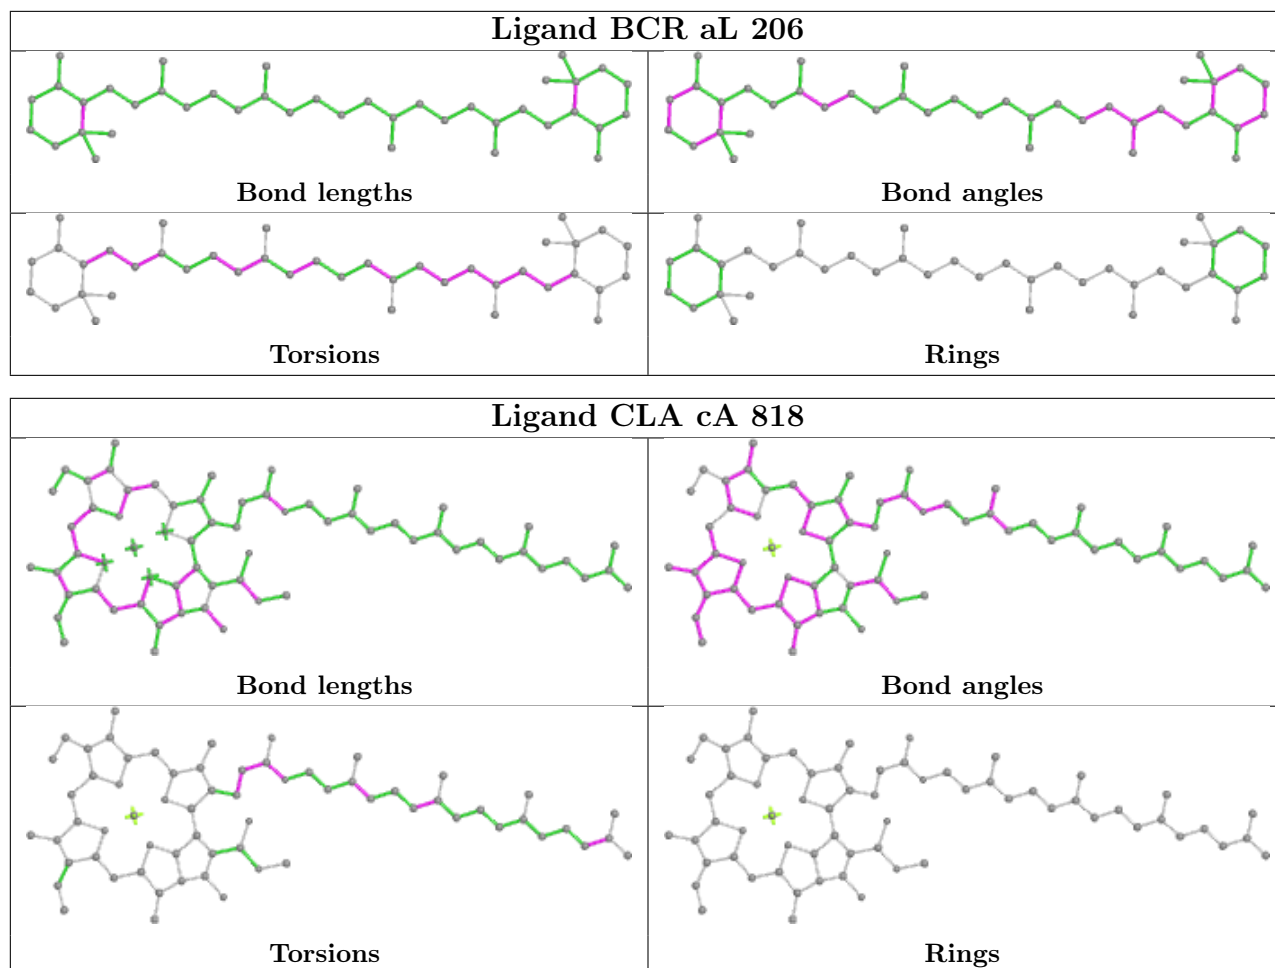 Ligand BCR aL 206
Bond lengths
Bond angles
Torsions
Rings
Ligand CLA cA 818
Bond lengths
Bond angles
Torsions
Rings